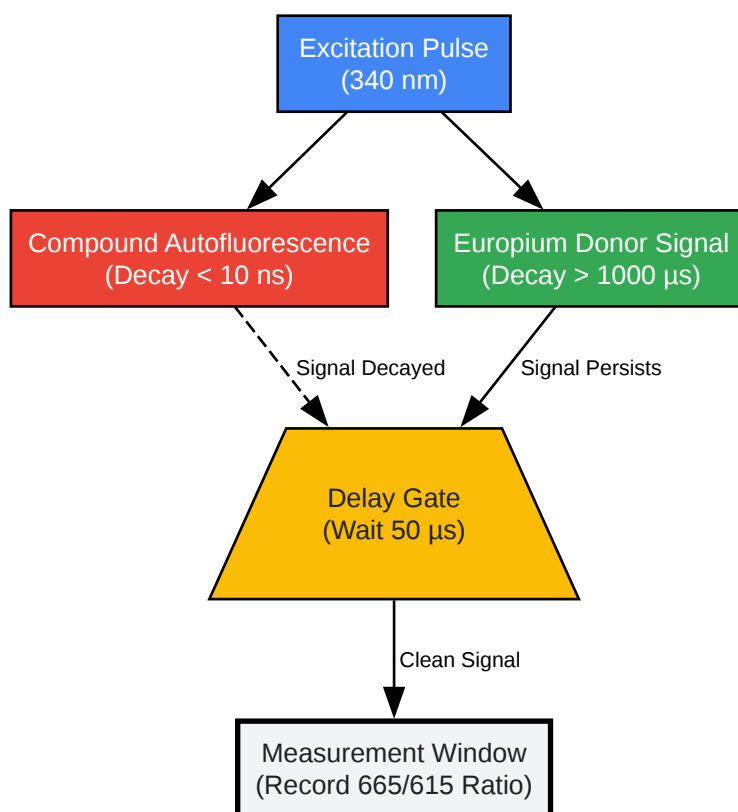 Excitation Pulse
(340 nm)
Compound Autofluorescence
(Decay < 10 ns)
Europium Donor Signal
(Decay > 1000 µs)
Signal Decayed
Signal Persists
Delay Gate
(Wait 50 µs)
Clean Signal
Measurement Window
(Record 665/615 Ratio)